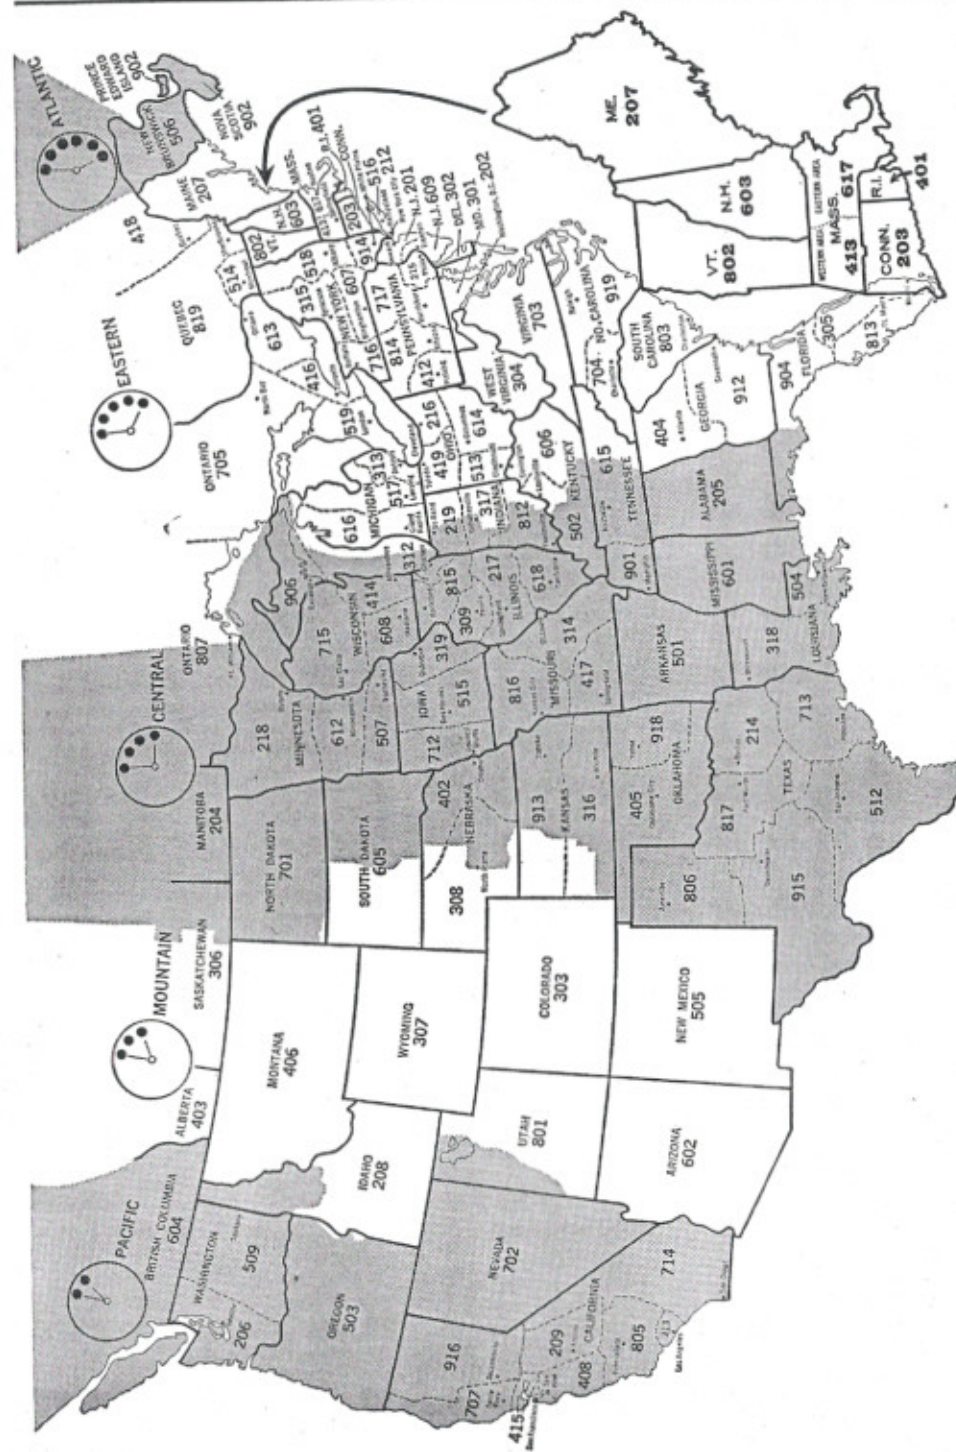 PACIFIC
MOUNTAIN
CENTRAL
EASTERN
ATLANTIC
BRITISH COLUMBIA
604
ALBERTA
403
SASKATCHEWAN
306
MANITOBA
204
ONTARIO
807
ONTARIO
705
QUEBEC
819
418
514
613
416
519
North Bay
NEW
BRUNSWICK
506
PRINCE
EDWARD
ISLAND
902
NOVA
SCOTIA
902
WASHINGTON
206
509
OREGON
503
IDAHO
208
MONTANA
406
WYOMING
307
NEVADA
702
UTAH
801
COLORADO
303
ARIZONA
602
NEW MEXICO
505
CALIFORNIA
916
707
415
209
408
805
213
714
NORTH DAKOTA
701
SOUTH DAKOTA
605
NEBRASKA
308
402
KANSAS
913
316
OKLAHOMA
405
918
TEXAS
806
817
214
915
713
512
MINNESOTA
218
612
507
IOWA
712
515
319
MISSOURI
816
314
417
ARKANSAS
501
LOUISIANA
318
504
WISCONSIN
715
414
608
MICHIGAN
906
616
517
313
ILLINOIS
312
815
309
217
618
INDIANA
219
317
812
OHIO
419
216
513
614
KENTUCKY
502
606
TENNESSEE
901
615
MISSISSIPPI
601
ALABAMA
205
GEORGIA
404
912
FLORIDA
904
305
813
SOUTH
CAROLINA
803
NO. CAROLINA
704
919
VIRGINIA
703
WEST
VIRGINIA
304
PENNSYLVANIA
814
717
412
215
NEW YORK
315
518
607
716
914
516
212
MAINE
207
VT.
802
N.H.
603
MASS.
R.I. 401
CONN.
203
N.J. 201
N.J. 609
DEL. 302
MD. 301
WASHINGTON, D.C. 202
ME.
207
N.H.
603
VT.
802
WESTERN AREA
EASTERN AREA
MASS.
413
617
CONN.
203
R.I.
401